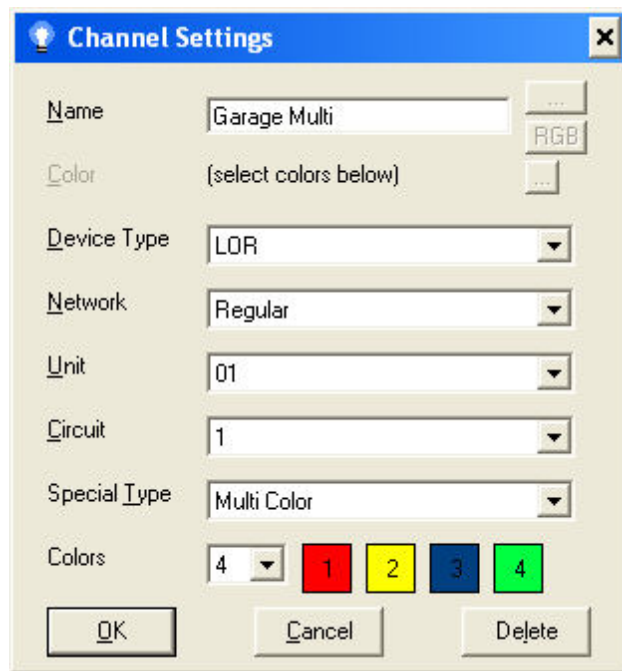 Channel Settings
Name Garage Multi ...
RGB
Color (select colors below) ...
Device Type LOR
Network Regular
Unit 01
Circuit 1
Special Type Multi Color
Colors 4 1 2 3 4
OK Cancel Delete